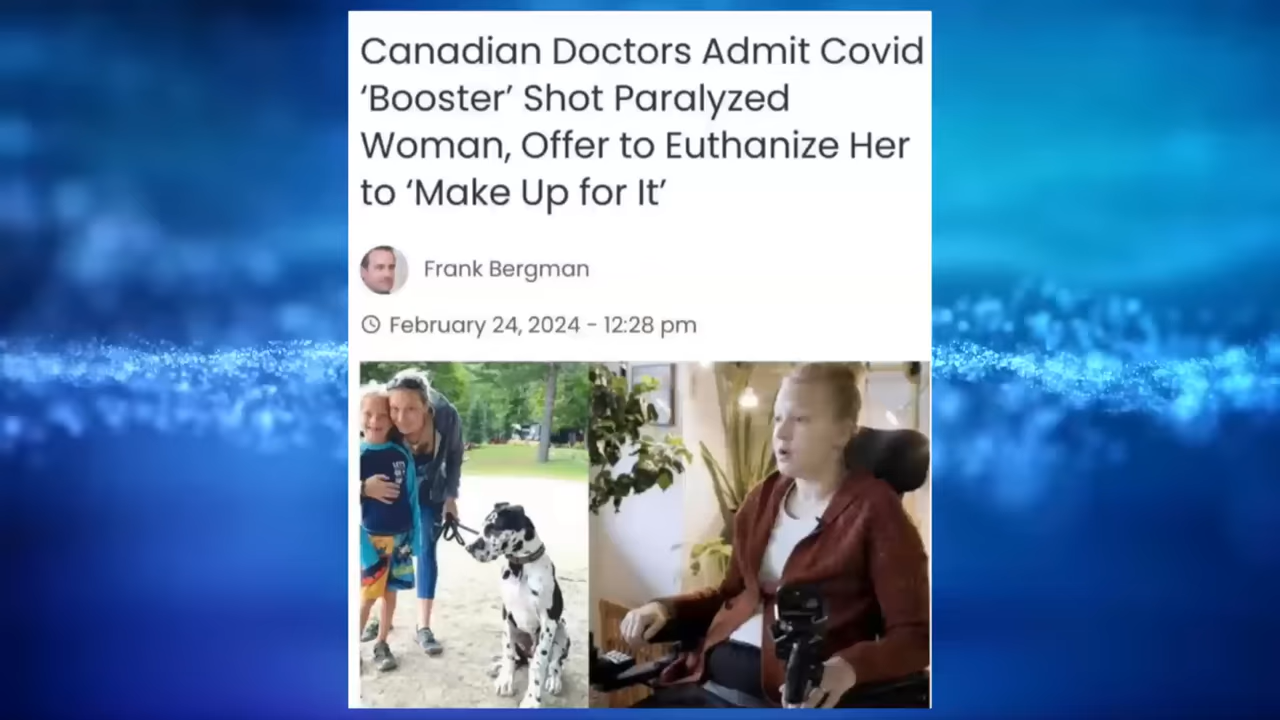 Canadian Doctors Admit Covid
‘Booster’ Shot Paralyzed
Woman, Offer to Euthanize Her
to ‘Make Up for It’
Frank Bergman
February 24, 2024 - 12:28 pm